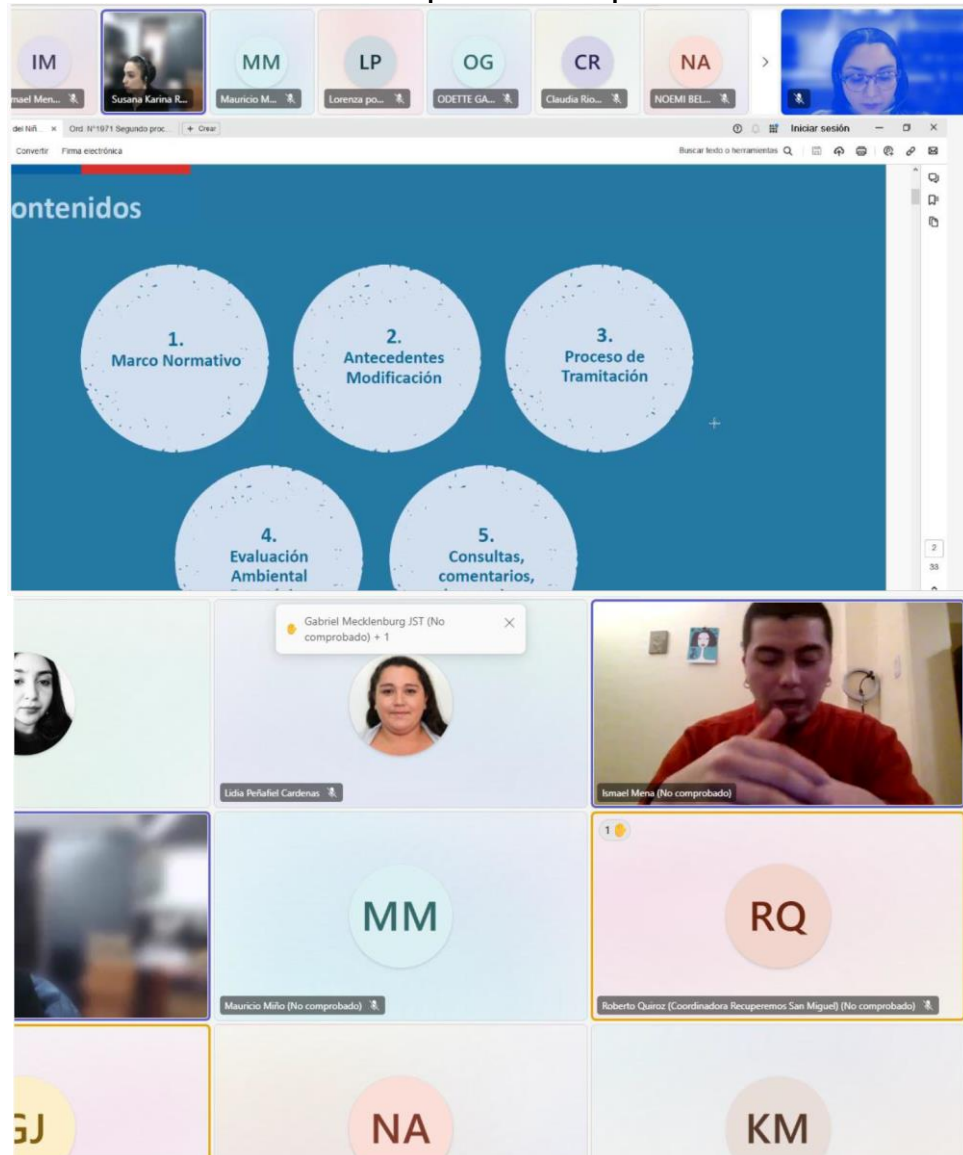 IM
MM
LP
OG
CR
NA
mael Men...
Susana Karina R...
Mauricio M...
Lorenza po...
ODETTE GA...
Claudia Rio...
NOEMI BEL...
del Niñ...
Ord. N°1971 Segundo proc...
+ Crear
Iniciar sesión
Convertir
Firma electrónica
Buscar texto o herramientas
ontenidos
1.
Marco Normativo
2.
Antecedentes
Modificación
3.
Proceso de
Tramitación
4.
Evaluación
Ambiental
5.
Consultas,
comentarios,
2
33
Gabriel Mecklenburg JST (No
comprobado) + 1
Lidia Peñafiel Cardenas
Ismael Mena (No comprobado)
MM
Mauricio Miño (No comprobado)
1
RQ
Roberto Quiroz (Coordinadora Recuperemos San Miguel) (No comprobado)
GJ
NA
KM